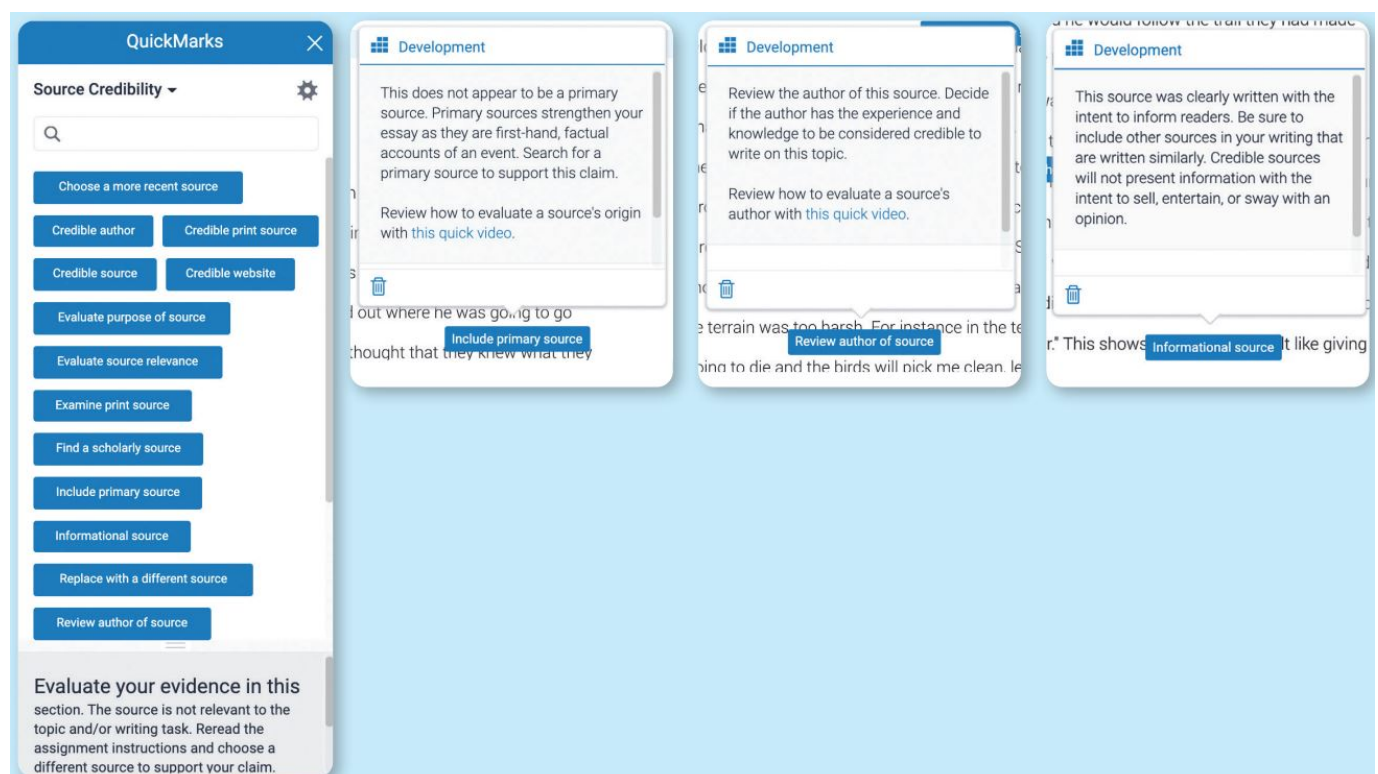 QuickMarks
Source Credibility
Choose a more recent source
Credible author
Credible print source
Credible source
Credible website
Evaluate purpose of source
Evaluate source relevance
Examine print source
Find a scholarly source
Include primary source
Informational source
Replace with a different source
Review author of source
Evaluate your evidence in this
section. The source is not relevant to the
topic and/or writing task. Reread the
assignment instructions and choose a
different source to support your claim.
Development
This does not appear to be a primary
source. Primary sources strengthen your
essay as they are first-hand, factual
accounts of an event. Search for a
primary source to support this claim.
Review how to evaluate a source's origin
with this quick video.
out where he was going to go
Include primary source
thought that they knew what they
Development
Review the author of this source. Decide
if the author has the experience and
knowledge to be considered credible to
write on this topic.
Review how to evaluate a source's
author with this quick video.
terrain was too harsh. For instance in the
Review author of source
going to die and the birds will pick me clean,
he would follow the trail they had made
Development
This source was clearly written with the
intent to inform readers. Be sure to
include other sources in your writing that
are written similarly. Credible sources
will not present information with the
intent to sell, entertain, or sway with an
opinion.
r." This shows
Informational source
like giving